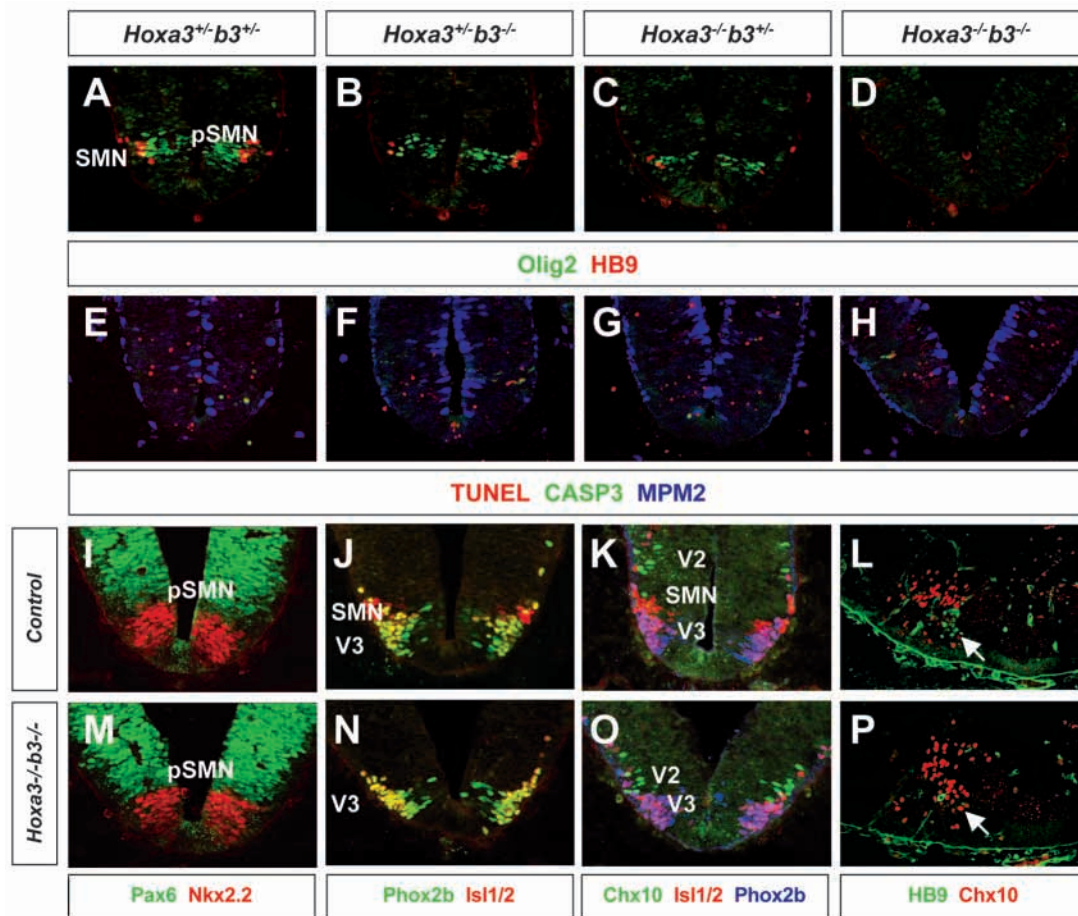 Hoxa3+/-b3+/- Hoxa3+/-b3-/- Hoxa3-/-b3+/- Hoxa3-/-b3-/-
A B C D
SMN pSMN
Olig2 HB9
E F G H
TUNEL CASP3 MPM2
Control
I J K L
pSMN SMN V3 V2 SMN V3
Hoxa3-/-b3-/-
M N O P
pSMN V3 V2 V3
Pax6 Nkx2.2 Phox2b Isl1/2 Chx10 Isl1/2 Phox2b HB9 Chx10